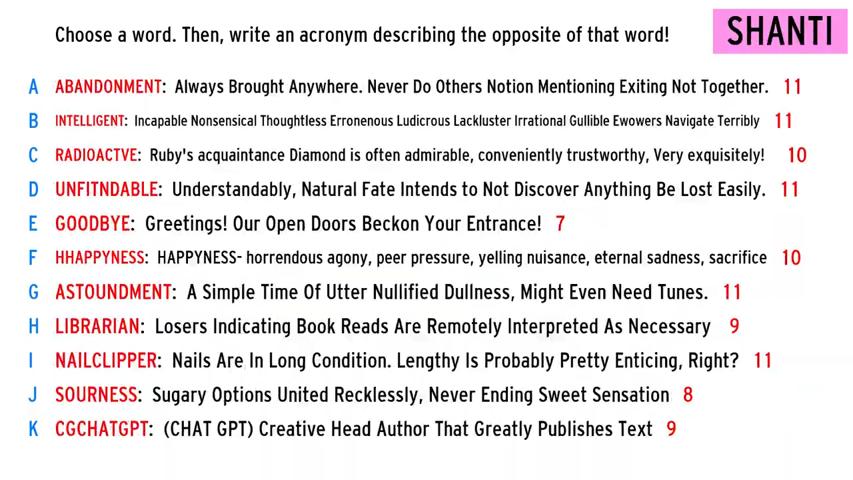 Choose a word. Then, write an acronym describing the opposite of that word!
SHANTI
A ABANDONMENT: Always Brought Anywhere. Never Do Others Notion Mentioning Exiting Not Together. 11
B INTELLIGENT: Incapable Nonsensical Thoughtless Erronenous Ludicrous Lackluster Irrational Gullible Ewowers Navigate Terribly 11
C RADIOACTVE: Ruby's acquaintance Diamond is often admirable, conveniently trustworthy, Very exquisitely! 10
D UNFITNDABLE: Understandably, Natural Fate Intends to Not Discover Anything Be Lost Easily. 11
E GOODBYE: Greetings! Our Open Doors Beckon Your Entrance! 7
F HHAPPYNESS: HAPPYNESS- horrendous agony, peer pressure, yelling nuisance, eternal sadness, sacrifice 10
G ASTOUNDMENT: A Simple Time Of Utter Nullified Dullness, Might Even Need Tunes. 11
H LIBRARIAN: Losers Indicating Book Reads Are Remotely Interpreted As Necessary 9
I NAILCLIPPER: Nails Are In Long Condition. Lengthy Is Probably Pretty Enticing, Right? 11
J SOURNESS: Sugary Options United Recklessly, Never Ending Sweet Sensation 8
K CGCHATGPT: (CHAT GPT) Creative Head Author That Greatly Publishes Text 9